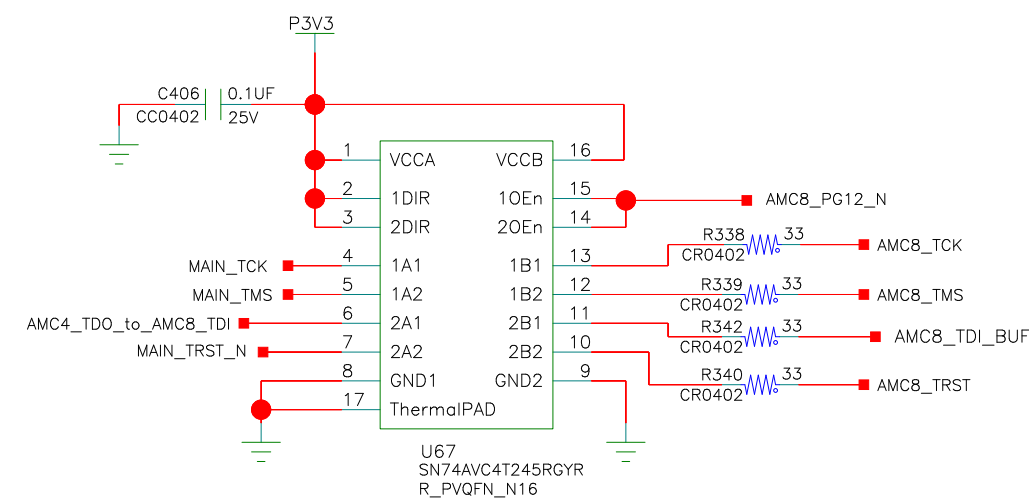 P3V3
C406 0.1UF
CC0402 25V
1 VCCA VCCB 16
2 1DIR 1OEn 15 AMC8_PG12_N
3 2DIR 2OEn 14
R338 33 AMC8_TCK
CR0402
MAIN_TCK 4 1A1 1B1 13
R339 33
MAIN_TMS 5 1A2 1B2 12 AMC8_TMS
CR0402
AMC4_TDO_to_AMC8_TDI 6 2A1 2B1 11
R342 33 AMC8_TDI_BUF
CR0402
MAIN_TRST_N 7 2A2 2B2 10
R340 33
8 GND1 GND2 9 AMC8_TRST
CR0402
17 ThermalPAD
U67
SN74AVC4T245RGYR
R_PVQFN_N16